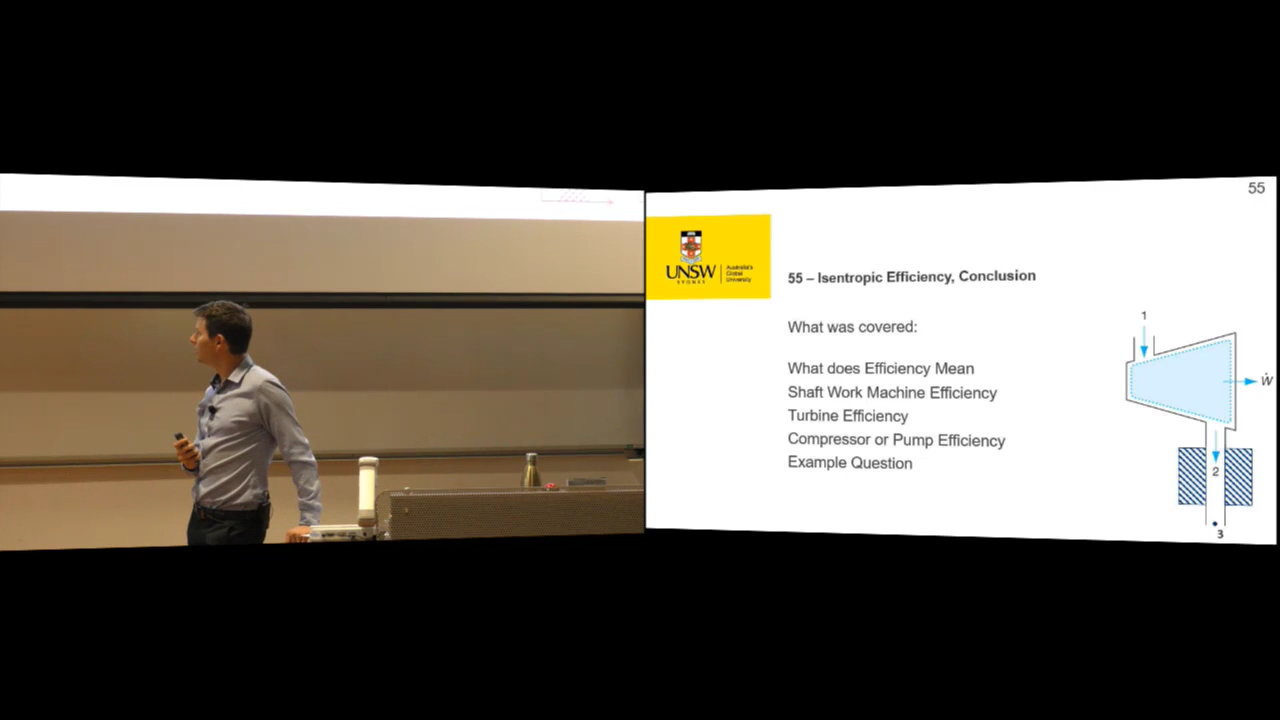 55
UNSW
SYDNEY
Australia's
Global
University
55 – Isentropic Efficiency, Conclusion
What was covered:
What does Efficiency Mean
Shaft Work Machine Efficiency
Turbine Efficiency
Compressor or Pump Efficiency
Example Question
1
Ẇ
2
3